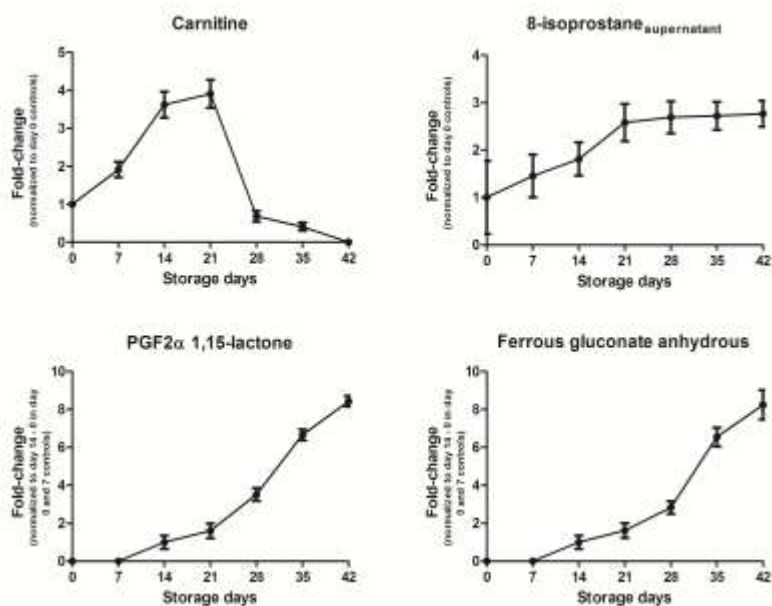 Carnitine
Fold-change
(normalized to day 0 controls)
5
4
3
2
1
0
0 7 14 21 28 35 42
Storage days
8-isoprostane supernatant
Fold-change
(normalized to day 0 controls)
4
3
2
1
0
0 7 14 21 28 35 42
Storage days
PGF2α 1,15-lactone
Fold-change
(normalized to day 14 - 0 in day
0 and 7 controls)
10
8
6
4
2
0
0 7 14 21 28 35 42
Storage days
Ferrous gluconate anhydrous
Fold-change
(normalized to day 14 - 0 in day
0 and 7 controls)
10
8
6
4
2
0
0 7 14 21 28 35 42
Storage days